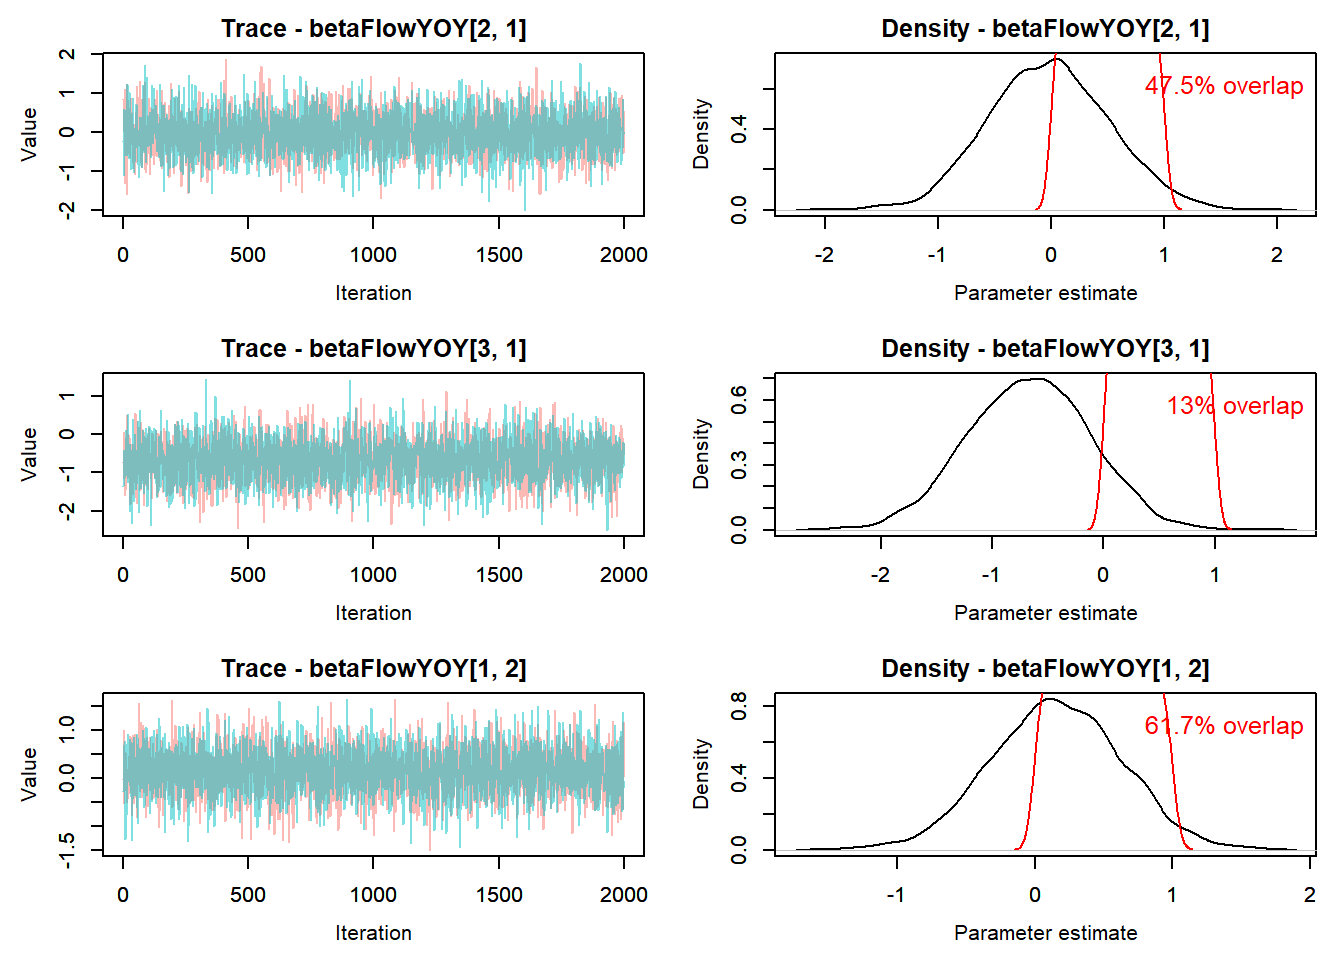 Trace - betaFlowYOY[2, 1]
Value
2
1
0
-1
-2
0
500
1000
1500
2000
Iteration
Density - betaFlowYOY[2, 1]
47.5% overlap
Density
0.4
0.0
-2
-1
0
1
2
Parameter estimate
Trace - betaFlowYOY[3, 1]
Value
1
0
-1
-2
0
500
1000
1500
2000
Iteration
Density - betaFlowYOY[3, 1]
13% overlap
Density
0.6
0.3
0.0
-2
-1
0
1
Parameter estimate
Trace - betaFlowYOY[1, 2]
Value
1.0
0.0
-1.5
0
500
1000
1500
2000
Iteration
Density - betaFlowYOY[1, 2]
61.7% overlap
Density
0.8
0.4
0.0
-1
0
1
2
Parameter estimate